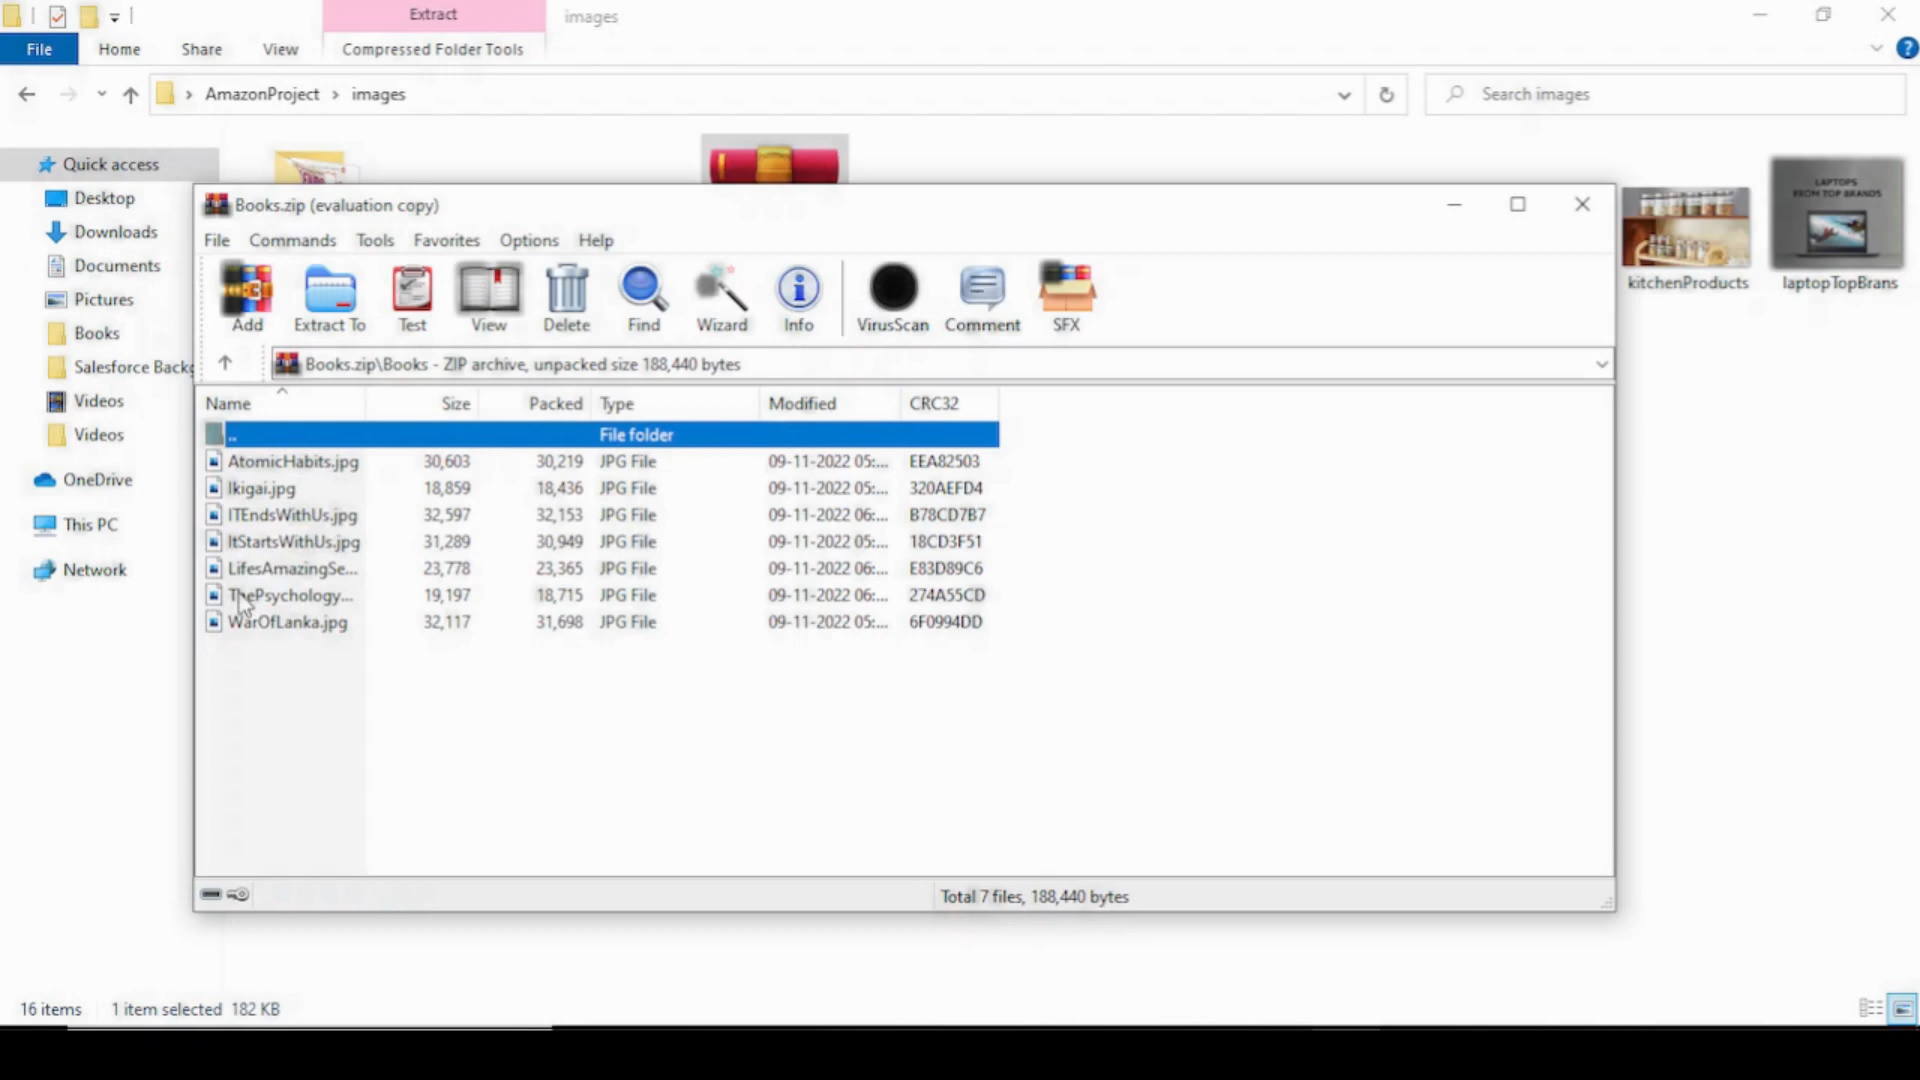 Extract
images
File
Home
Share
View
Compressed Folder Tools
AmazonProject
images
Search images
Quick access
Desktop
Downloads
Documents
Pictures
Books
Salesforce Back
Videos
Videos
OneDrive
This PC
Network
LAPTOPS
FROM TOP BRANDS
kitchenProducts
laptopTopBrans
Books.zip (evaluation copy)
File Commands Tools Favorites Options Help
Add Extract To Test View Delete Find Wizard Info VirusScan Comment SFX
Books.zip\Books - ZIP archive, unpacked size 188,440 bytes
Name Size Packed Type Modified CRC32
.. File folder
AtomicHabits.jpg 30,603 30,219 JPG File 09-11-2022 05:... EEA82503
Ikigai.jpg 18,859 18,436 JPG File 09-11-2022 05:... 320AEFD4
ITEndsWithUs.jpg 32,597 32,153 JPG File 09-11-2022 06:... B78CD7B7
ItStartsWithUs.jpg 31,289 30,949 JPG File 09-11-2022 06:... 18CD3F51
LifesAmazingSe... 23,778 23,365 JPG File 09-11-2022 06:... E83D89C6
ThePsychology... 19,197 18,715 JPG File 09-11-2022 06:... 274A55CD
WarOfLanka.jpg 32,117 31,698 JPG File 09-11-2022 05:... 6F0994DD
Total 7 files, 188,440 bytes
16 items 1 item selected 182 KB